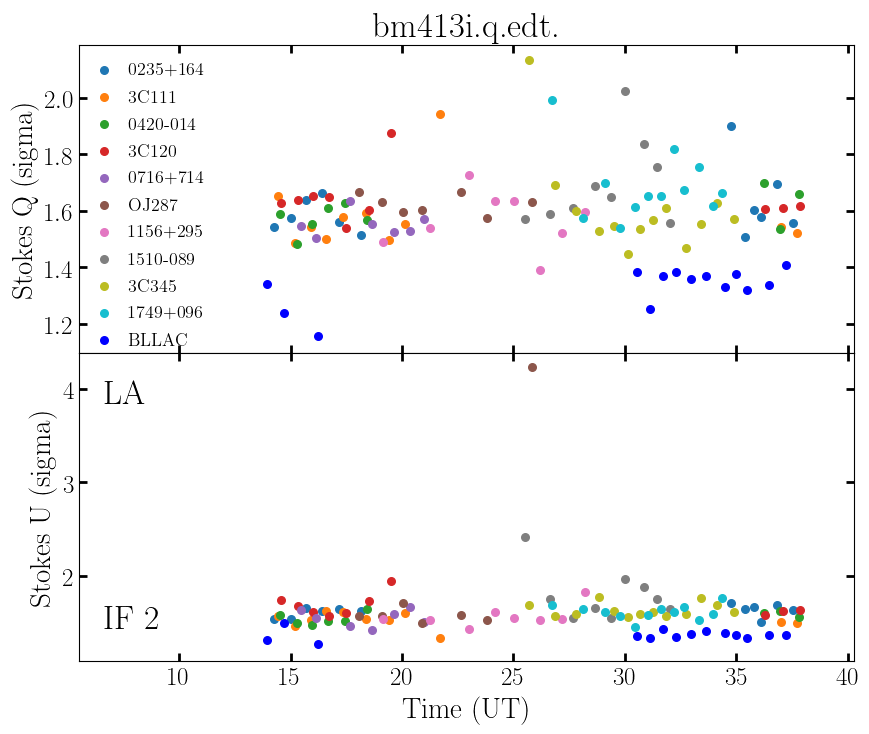 bm413i.q.edt.
Stokes Q (sigma)
2.0
1.8
1.6
1.4
1.2
0235+164
3C111
0420-014
3C120
0716+714
OJ287
1156+295
1510-089
3C345
1749+096
BLLAC
Stokes U (sigma)
4
3
2
LA
IF 2
10 15 20 25 30 35 40
Time (UT)